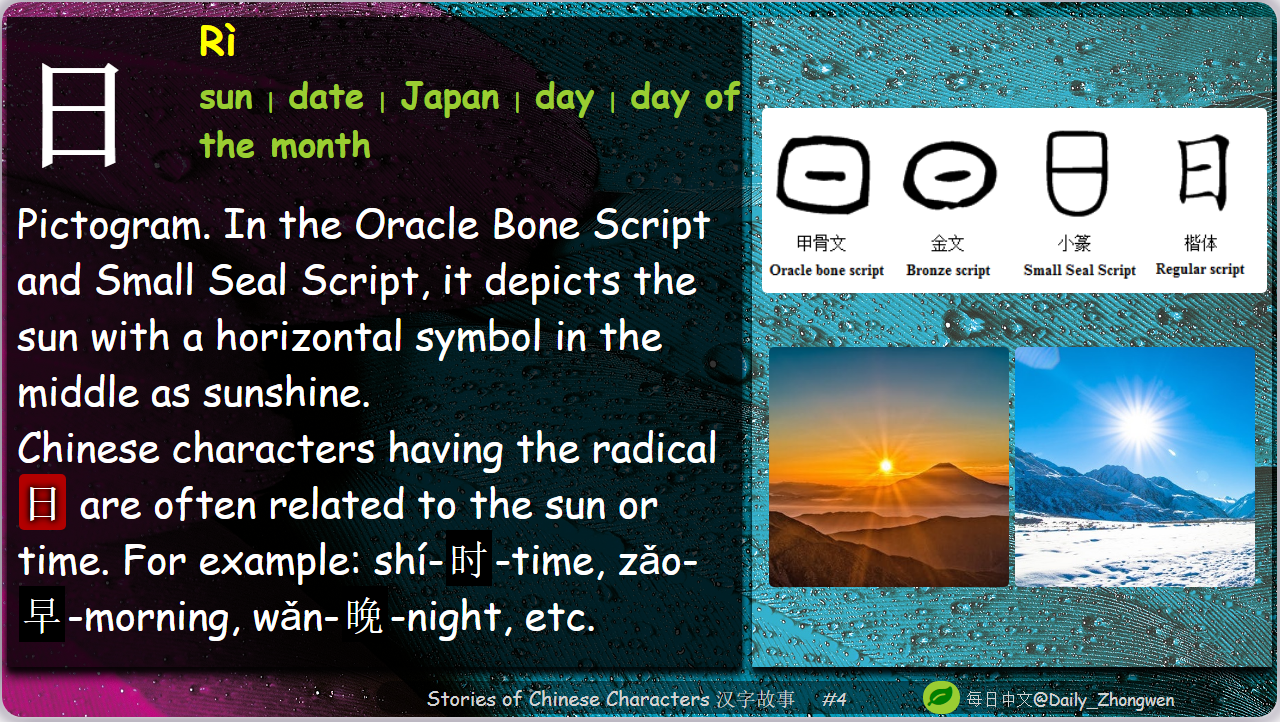 日
Rì
sun | date | Japan | day | day of
the month
Pictogram. In the Oracle Bone Script
and Small Seal Script, it depicts the
sun with a horizontal symbol in the
middle as sunshine.
Chinese characters having the radical
日 are often related to the sun or
time. For example: shí-时-time, zǎo-
早-morning, wǎn-晚-night, etc.
甲骨文 金文 小篆 楷体
Oracle bone script Bronze script Small Seal Script Regular script
Stories of Chinese Characters 汉字故事 #4
每日中文@Daily_Zhongwen